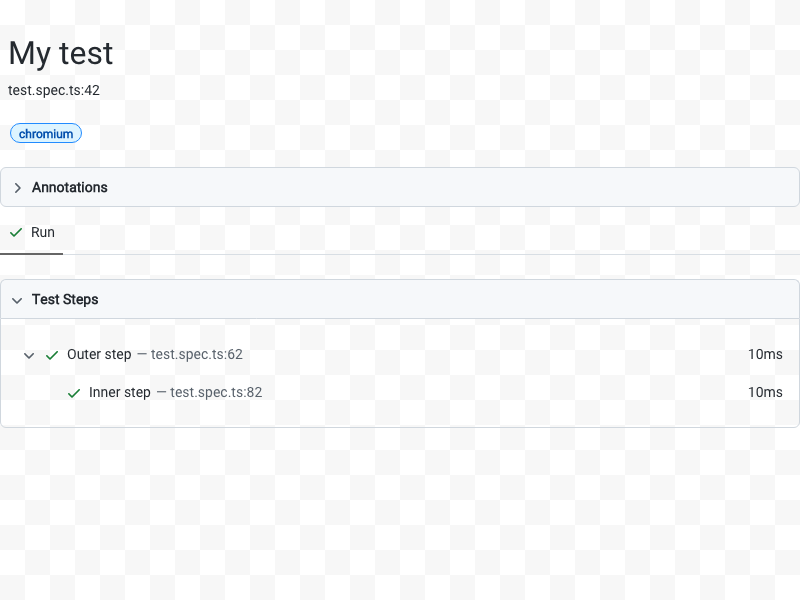 My test
test.spec.ts:42
chromium
Annotations
Run
Test Steps
Outer step — test.spec.ts:62 10ms
Inner step — test.spec.ts:82 10ms